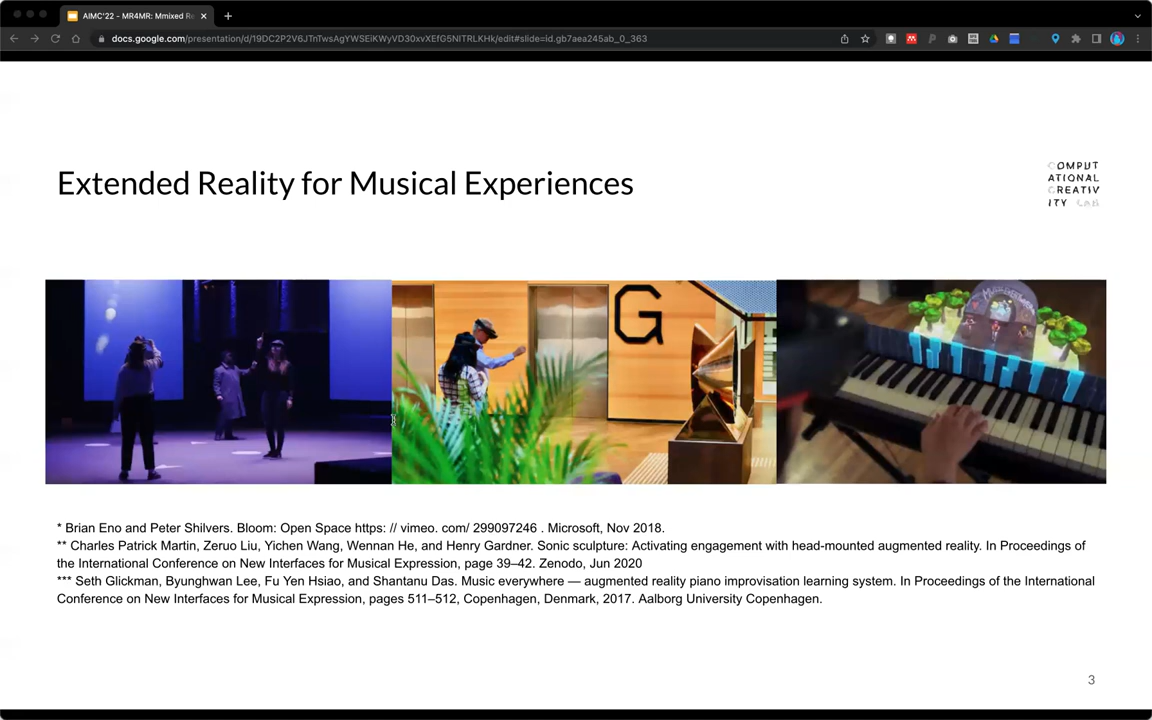 AIMC'22 - MR4MR: Mmixed Re
docs.google.com/presentation/d/19DC2P2V6JTnTwsAgYWSEiKWyVD30xvXEfG5NITRLKHk/edit#slide=id.gb7aea245ab_0_363
Extended Reality for Musical Experiences
COMPUT
ATIONAL
CREATIV
ITY LAB
G
* Brian Eno and Peter Shilvers. Bloom: Open Space https: // vimeo. com/ 299097246 . Microsoft, Nov 2018.
** Charles Patrick Martin, Zeruo Liu, Yichen Wang, Wennan He, and Henry Gardner. Sonic sculpture: Activating engagement with head-mounted augmented reality. In Proceedings of
the International Conference on New Interfaces for Musical Expression, page 39–42. Zenodo, Jun 2020
*** Seth Glickman, Byunghwan Lee, Fu Yen Hsiao, and Shantanu Das. Music everywhere — augmented reality piano improvisation learning system. In Proceedings of the International
Conference on New Interfaces for Musical Expression, pages 511–512, Copenhagen, Denmark, 2017. Aalborg University Copenhagen.
3